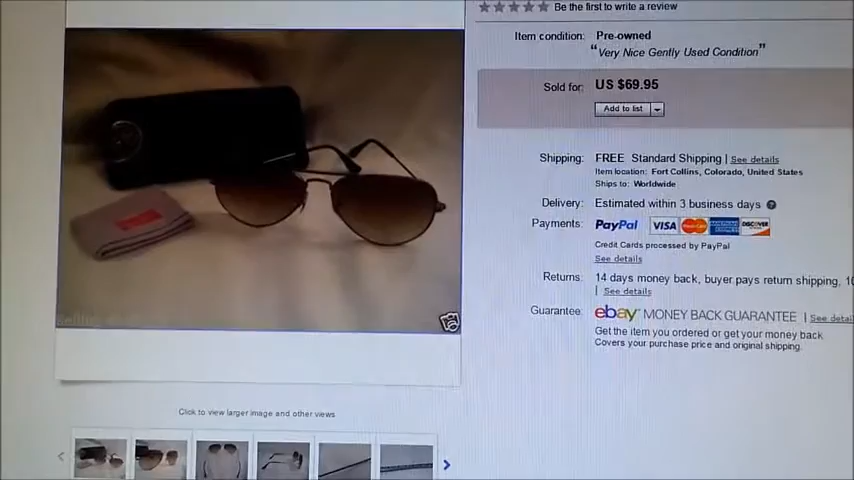 Be the first to write a review
Item condition: Pre-owned
"Very Nice Gently Used Condition"
Sold for: US $69.95
Add to list
Shipping: FREE Standard Shipping | See details
Item location: Fort Collins, Colorado, United States
Ships to: Worldwide
Delivery: Estimated within 3 business days ?
Payments: PayPal VISA MasterCard DISCOVER
Credit Cards processed by PayPal
See details
Returns: 14 days money back, buyer pays return shipping,
| See details
Guarantee: ebay MONEY BACK GUARANTEE | See detail
Get the item you ordered or get your money back
Covers your purchase price and original shipping.
Click to view larger image and other views